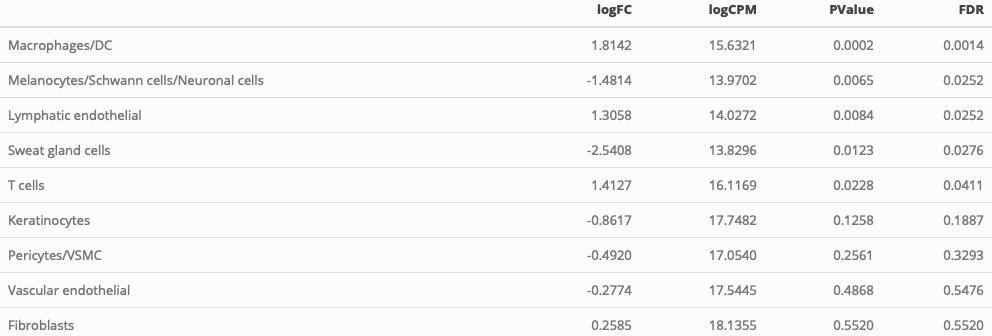 logFC logCPM PValue FDR
Macrophages/DC 1.8142 15.6321 0.0002 0.0014
Melanocytes/Schwann cells/Neuronal cells -1.4814 13.9702 0.0065 0.0252
Lymphatic endothelial 1.3058 14.0272 0.0084 0.0252
Sweat gland cells -2.5408 13.8296 0.0123 0.0276
T cells 1.4127 16.1169 0.0228 0.0411
Keratinocytes -0.8617 17.7482 0.1258 0.1887
Pericytes/VSMC -0.4920 17.0540 0.2561 0.3293
Vascular endothelial -0.2774 17.5445 0.4868 0.5476
Fibroblasts 0.2585 18.1355 0.5520 0.5520